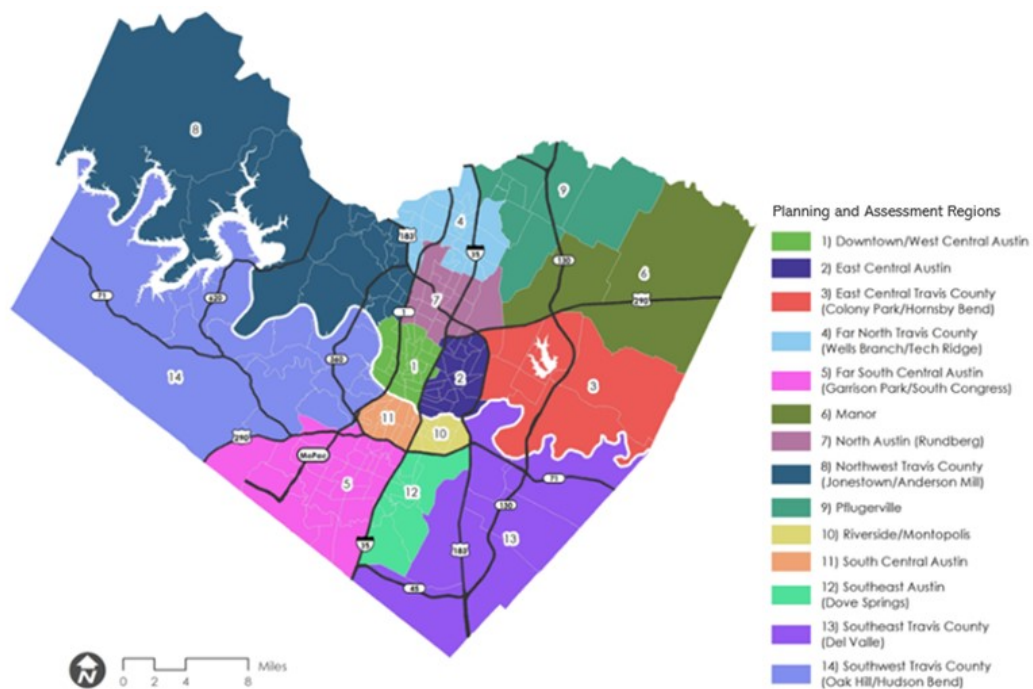 8
9
4
183
35
130
6
290
7
71
620
1
360
1
2
3
14
11
10
290
MoPac
5
12
71
130
13
35
183
45
N
0 2 4 8 Miles
Planning and Assessment Regions
1) Downtown/West Central Austin
2) East Central Austin
3) East Central Travis County
(Colony Park/Hornsby Bend)
4) Far North Travis County
(Wells Branch/Tech Ridge)
5) Far South Central Austin
(Garrison Park/South Congress)
6) Manor
7) North Austin (Rundberg)
8) Northwest Travis County
(Jonestown/Anderson Mill)
9) Pflugerville
10) Riverside/Montopolis
11) South Central Austin
12) Southeast Austin
(Dove Springs)
13) Southeast Travis County
(Del Valle)
14) Southwest Travis County
(Oak Hill/Hudson Bend)